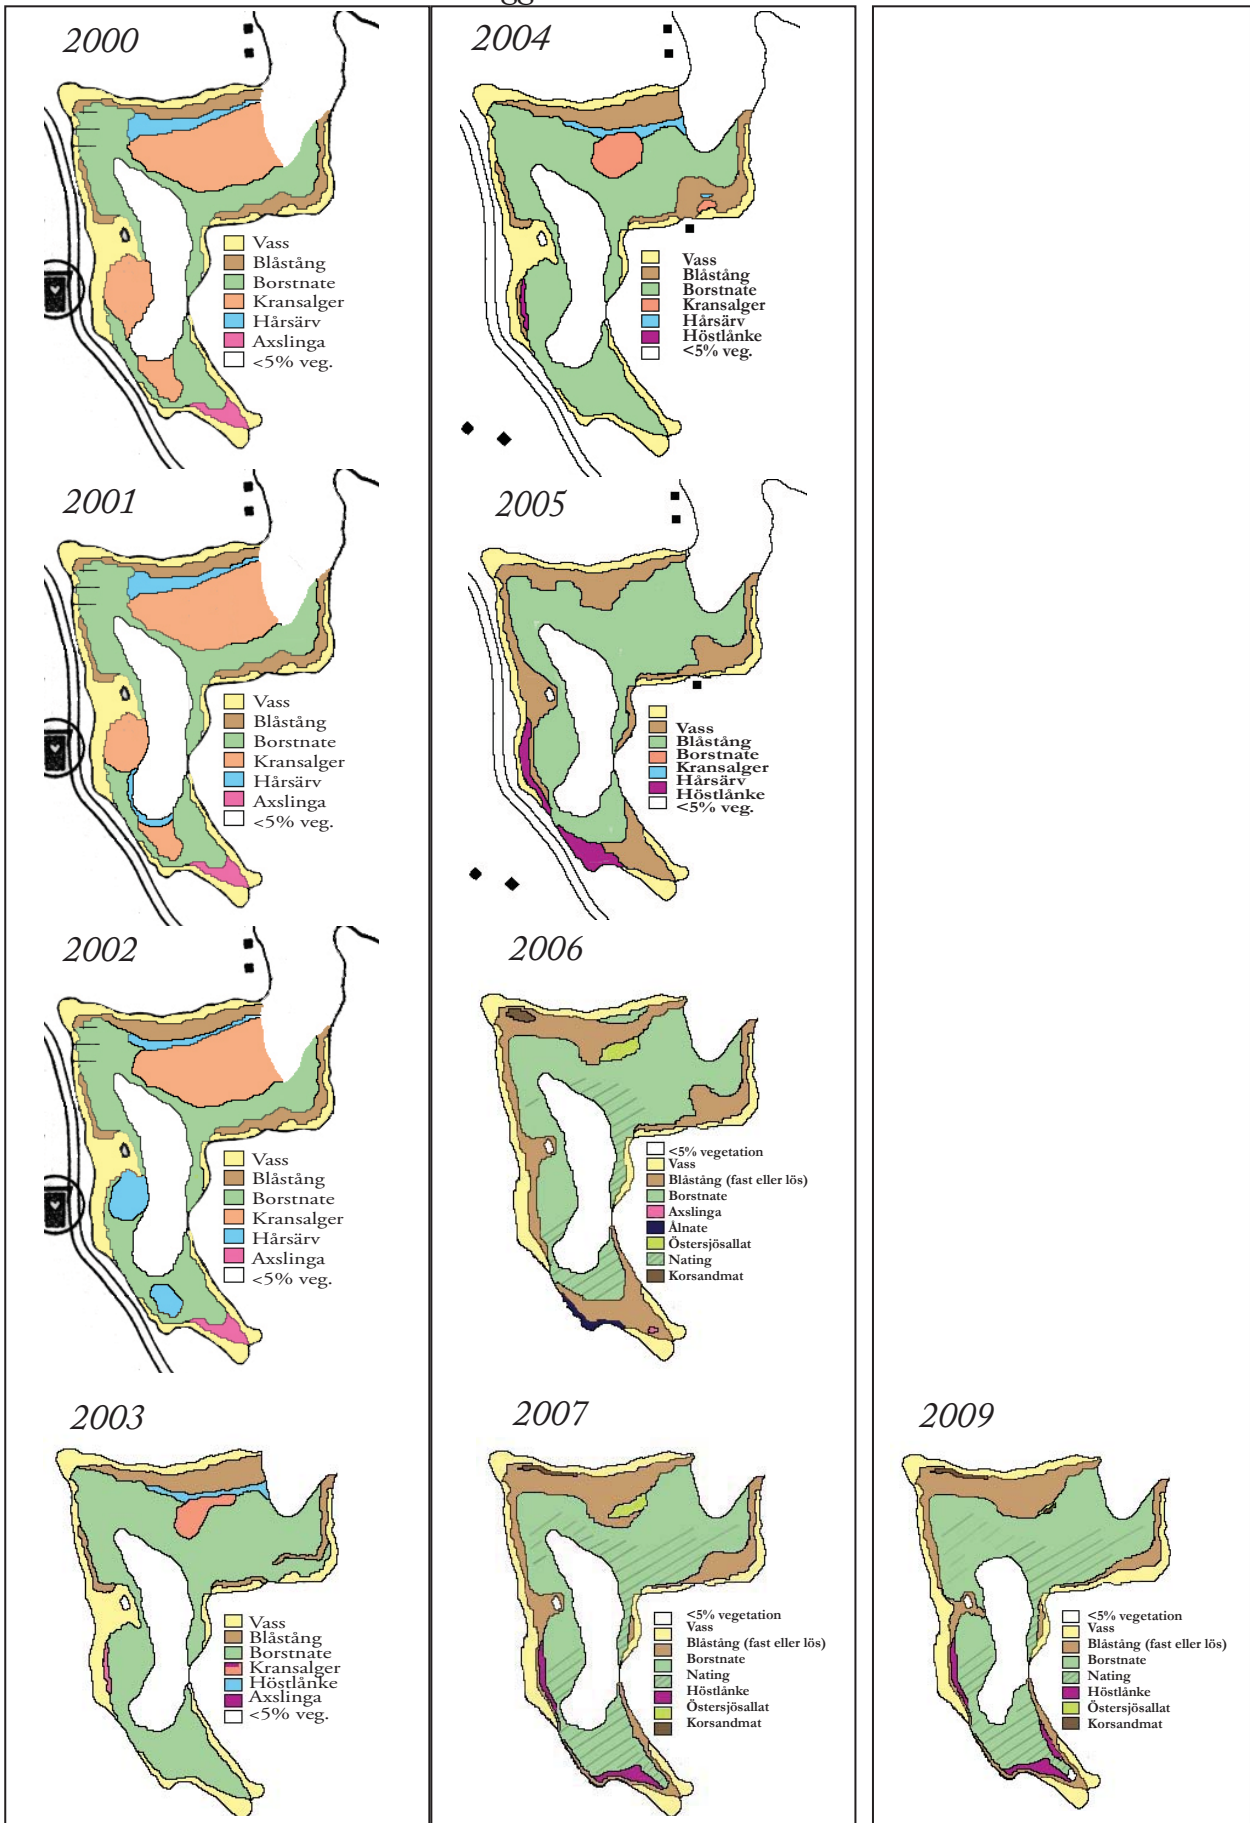 2000
Vass
Blåstång
Borstnate
Kransalger
Hårsärv
Axslinga
<5% veg.
2001
Vass
Blåstång
Borstnate
Kransalger
Hårsärv
Axslinga
<5% veg.
2002
Vass
Blåstång
Borstnate
Kransalger
Hårsärv
Axslinga
<5% veg.
2003
Vass
Blåstång
Borstnate
Kransalger
Höstlånke
Axslinga
<5% veg.
2004
Vass
Blåstång
Borstnate
Kransalger
Hårsärv
Höstlånke
<5% veg.
2005
Vass
Blåstång
Borstnate
Kransalger
Hårsärv
Höstlånke
<5% veg.
2006
<5% vegetation
Vass
Blåstång (fast eller lös)
Borstnate
Axslinga
Ålnate
Östersjösallat
Nating
Korsandmat
2007
<5% vegetation
Vass
Blåstång (fast eller lös)
Borstnate
Nating
Höstlånke
Östersjösallat
Korsandmat
2009
<5% vegetation
Vass
Blåstång (fast eller lös)
Borstnate
Nating
Höstlånke
Östersjösallat
Korsandmat